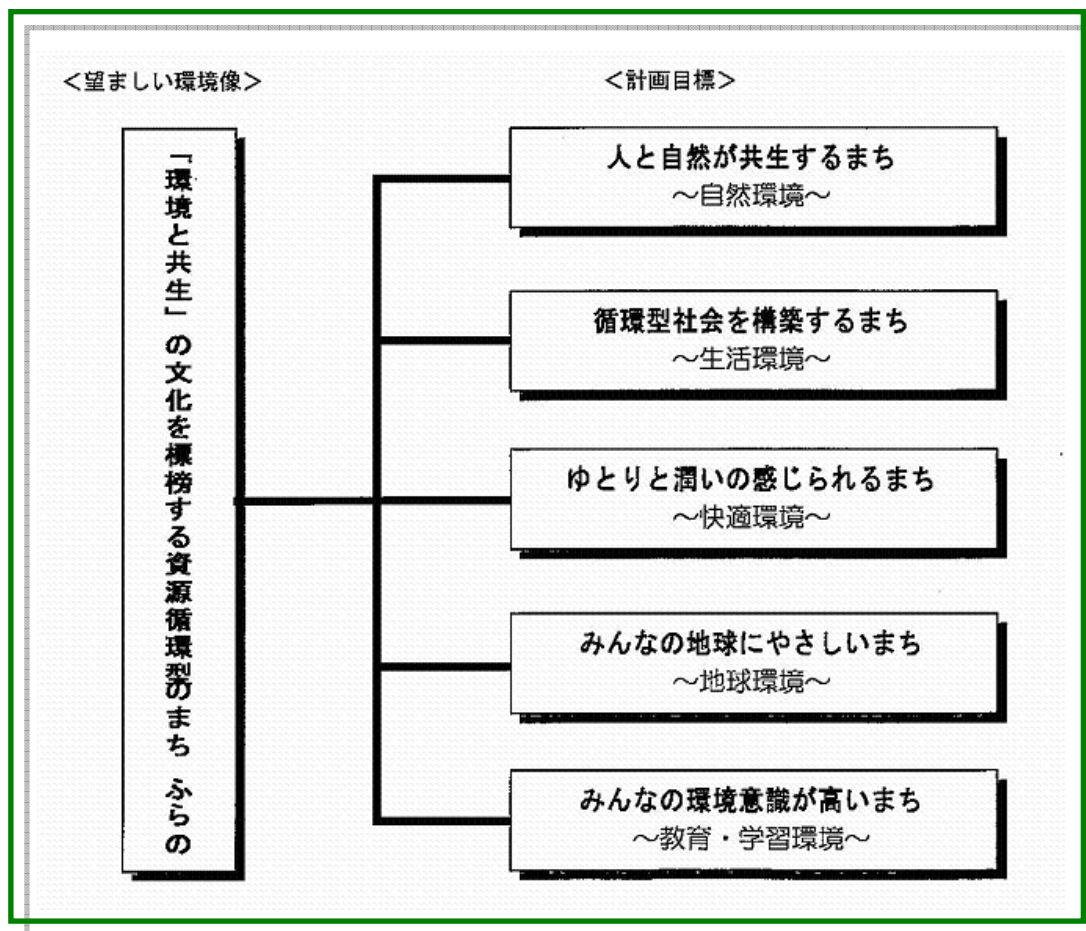 ＜望ましい環境像＞
＜計画目標＞
「環境と共生」の文化を標榜する資源循環型のまち ふらの
人と自然が共生するまち
～自然環境～
循環型社会を構築するまち
～生活環境～
ゆとりと潤いの感じられるまち
～快適環境～
みんなの地球にやさしいまち
～地球環境～
みんなの環境意識が高いまち
～教育・学習環境～